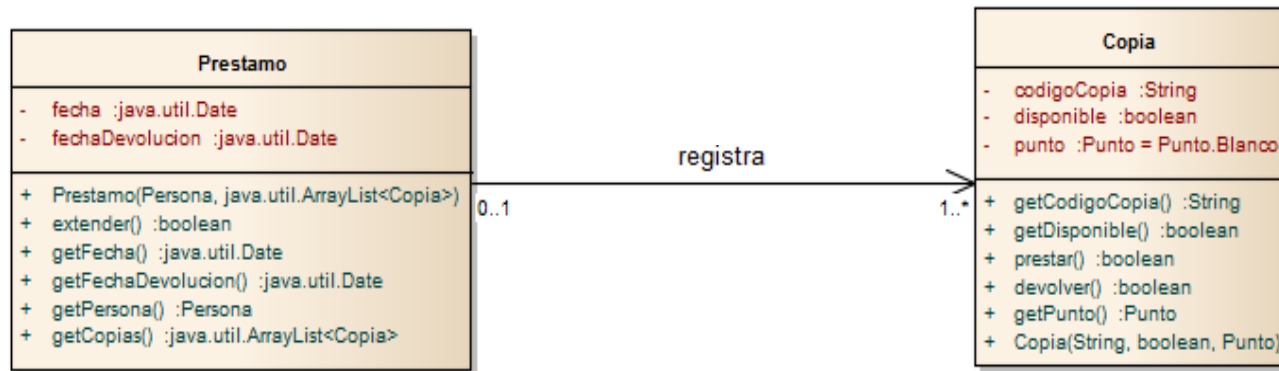 Prestamo
- fecha :java.util.Date
- fechaDevolucion :java.util.Date
+ Prestamo(Persona, java.util.ArrayList<Copia>)
+ extender() :boolean
+ getFecha() :java.util.Date
+ getFechaDevolucion() :java.util.Date
+ getPersona() :Persona
+ getCopias() :java.util.ArrayList<Copia>
registra
0..1
1..*
Copia
- codigoCopia :String
- disponible :boolean
- punto :Punto = Punto.Blanco
+ getCodigoCopia() :String
+ getDisponible() :boolean
+ prestar() :boolean
+ devolver() :boolean
+ getPunto() :Punto
+ Copia(String, boolean, Punto)